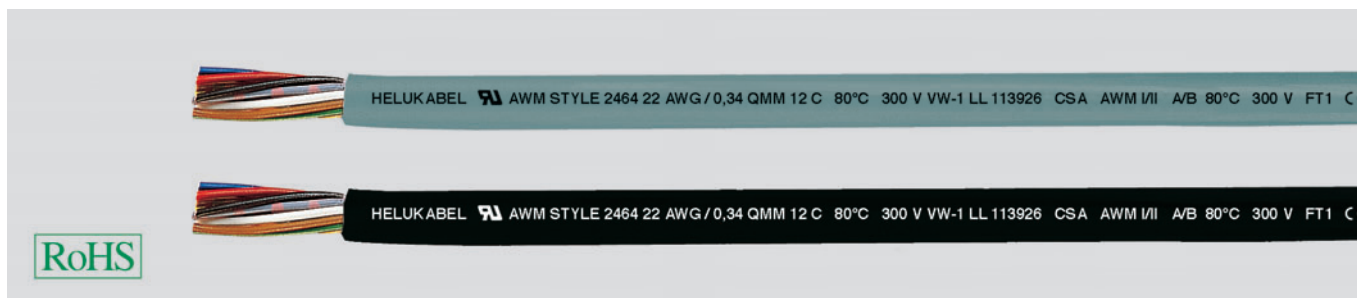 HELUKABEL RU AWM STYLE 2464 22 AWG / 0,34 QMM 12 C 80°C 300 V VW-1 LL 113926 CSA AWM I/II A/B 80°C 300 V FT1 C
HELUKABEL RU AWM STYLE 2464 22 AWG / 0,34 QMM 12 C 80°C 300 V VW-1 LL 113926 CSA AWM I/II A/B 80°C 300 V FT1 C
RoHS